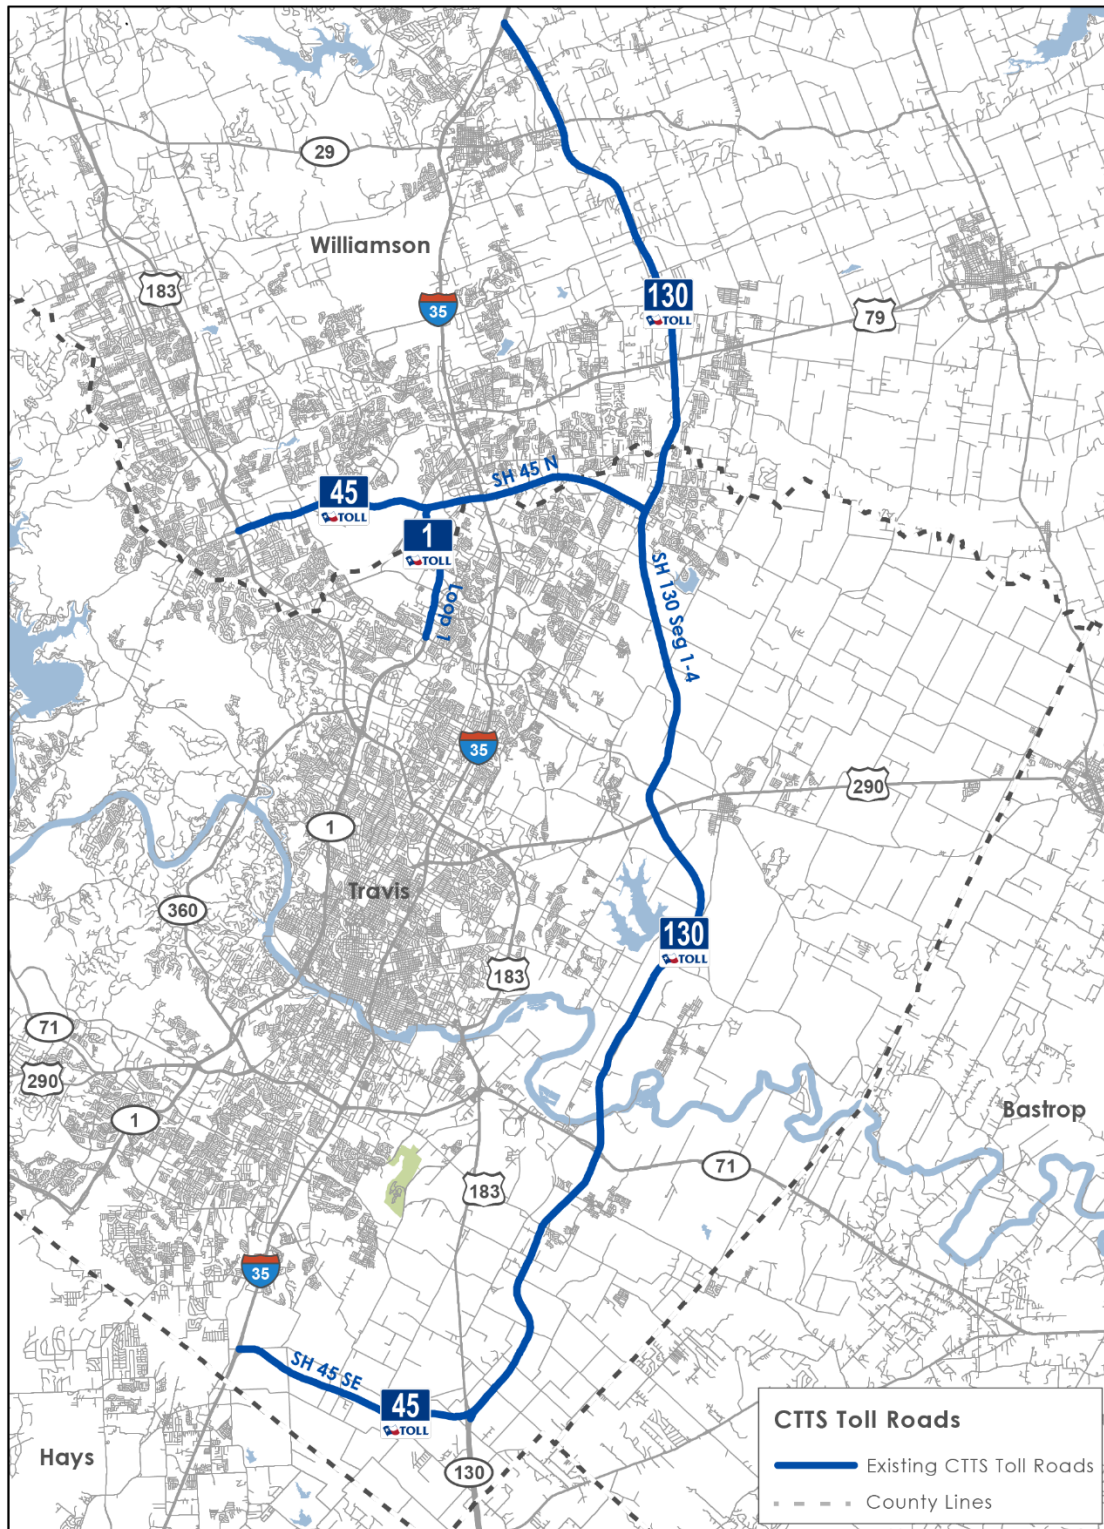 29
Williamson
183
35
130
TOLL
79
SH 45 N
45
TOLL
1
TOLL
Loop 1
SH 130 Seg 1-4
35
290
1
Travis
360
130
TOLL
183
71
290
1
Bastrop
71
183
35
SH 45 SE
45
TOLL
Hays
130
CTTS Toll Roads
Existing CTTS Toll Roads
County Lines